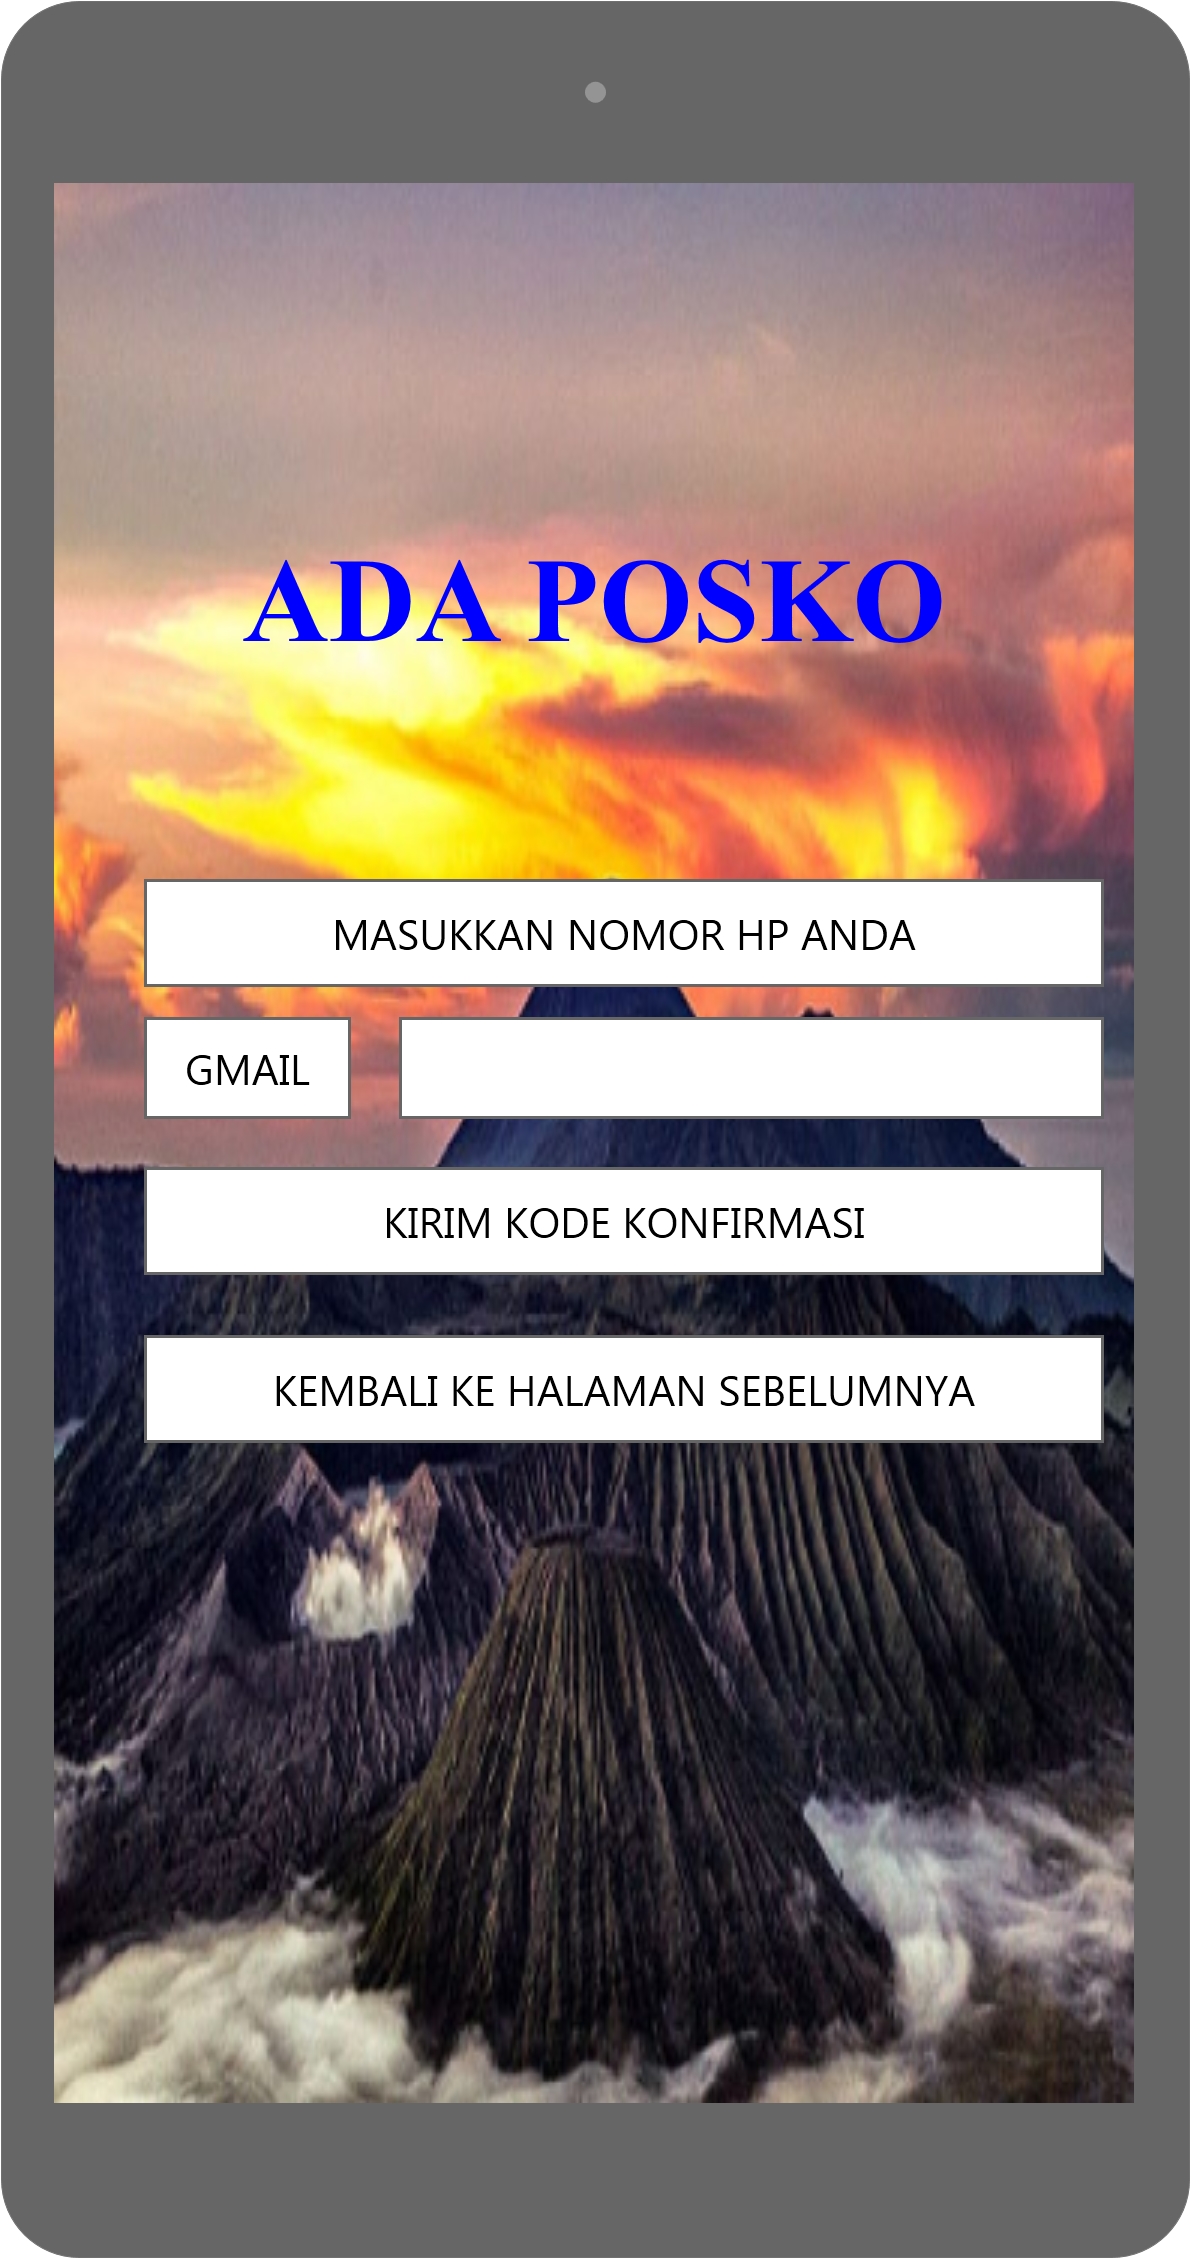 ADA POSKO
MASUKKAN NOMOR HP ANDA
GMAIL
KIRIM KODE KONFIRMASI
KEMBALI KE HALAMAN SEBELUMNYA